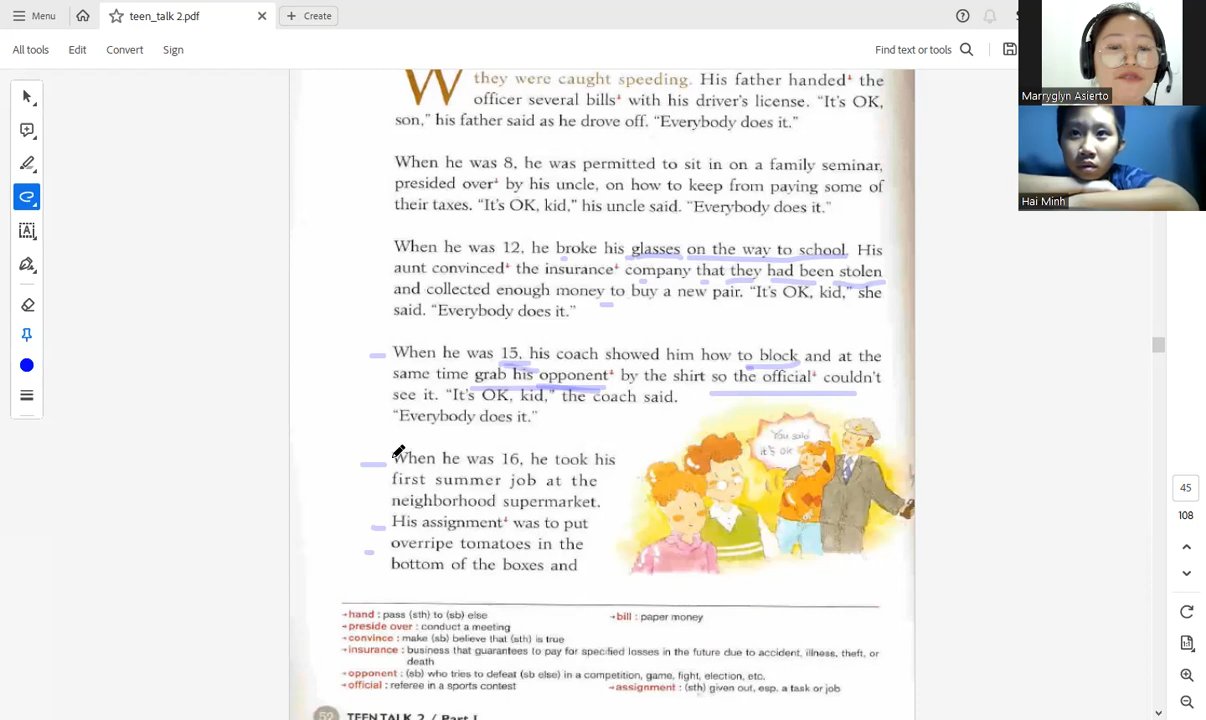 Menu
teen_talk 2.pdf
Create
All tools
Edit
Convert
Sign
Find text or tools
Marryglyn Asierto
Hai Minh
W they were caught speeding. His father handed the
officer several bills with his driver's license. "It's OK,
son," his father said as he drove off. "Everybody does it."
When he was 8, he was permitted to sit in on a family seminar,
presided over by his uncle, on how to keep from paying some of
their taxes. "It's OK, kid," his uncle said. "Everybody does it."
When he was 12, he broke his glasses on the way to school. His
aunt convinced the insurance company that they had been stolen
and collected enough money to buy a new pair. "It's OK, kid," she
said. "Everybody does it."
When he was 15, his coach showed him how to block and at the
same time grab his opponent by the shirt so the official couldn't
see it. "It's OK, kid," the coach said.
"Everybody does it."
You said
it's OK
When he was 16, he took his
first summer job at the
neighborhood supermarket.
His assignment was to put
overripe tomatoes in the
bottom of the boxes and
hand : pass (sth) to (sb) else
bill : paper money
preside over : conduct a meeting
convince : make (sb) believe that (sth) is true
insurance : business that guarantees to pay for specified losses in the future due to accident, illness, theft, or
death
opponent : (sb) who tries to defeat (sb else) in a competition, game, fight, election, etc.
official : referee in a sports contest
assignment : (sth) given out, esp. a task or job
52 TEEN TALK 2 / Part I
45
108